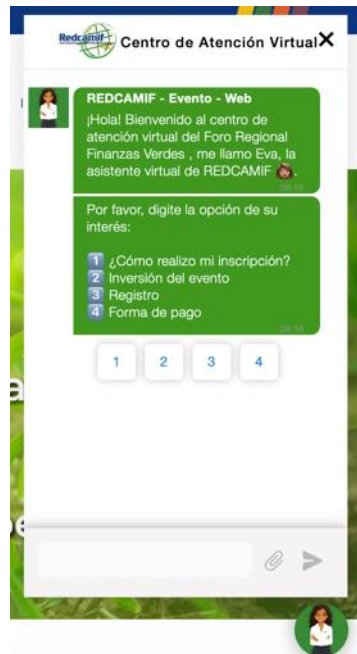 Redcamif Centro de Atención Virtual X
REDCAMIF - Evento - Web
¡Hola! Bienvenido al centro de
atención virtual del Foro Regional
Finanzas Verdes , me llamo Eva, la
asistente virtual de REDCAMIF 👩🏽.
08:16
Por favor, digite la opción de su
interés:
1 ¿Cómo realizo mi inscripción?
2 Inversión del evento
3 Registro
4 Forma de pago
08:16
1 2 3 4